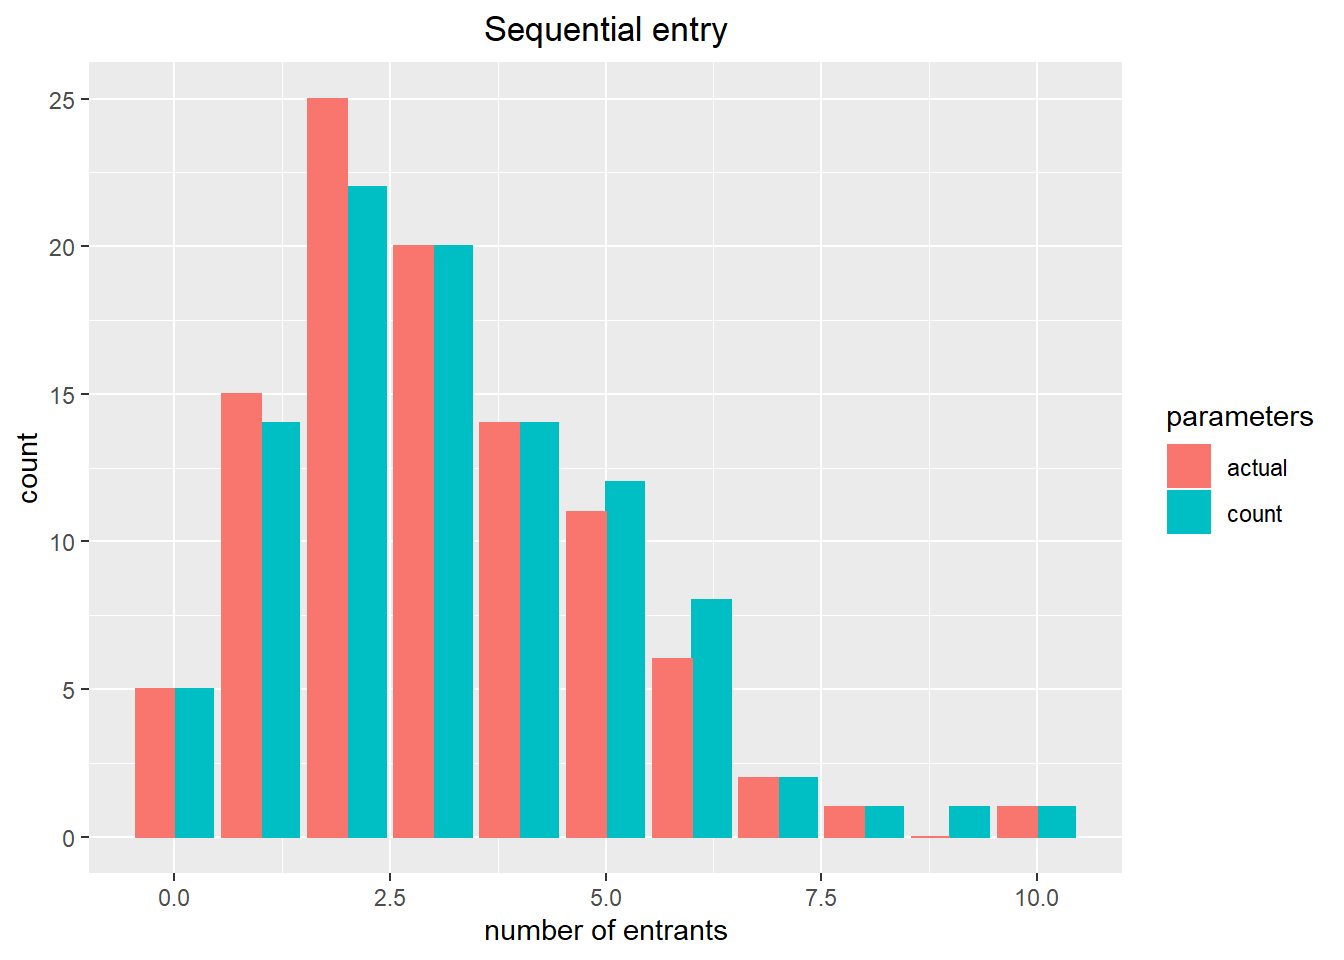 Sequential entry
25
20
15
10
5
0
count
0.0 2.5 5.0 7.5 10.0
number of entrants
parameters
actual
count